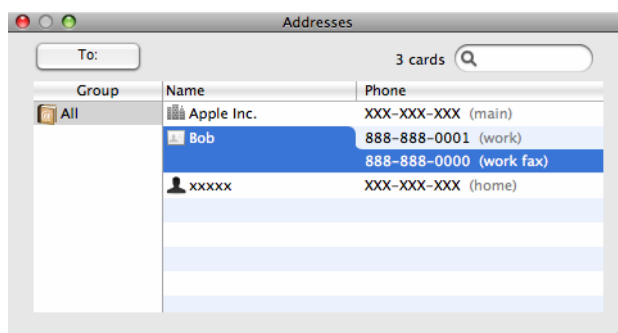 Addresses
To: 3 cards
Group Name Phone
All Apple Inc. XXX-XXX-XXX (main)
Bob 888-888-0001 (work)
888-888-0000 (work fax)
xxxxx XXX-XXX-XXX (home)